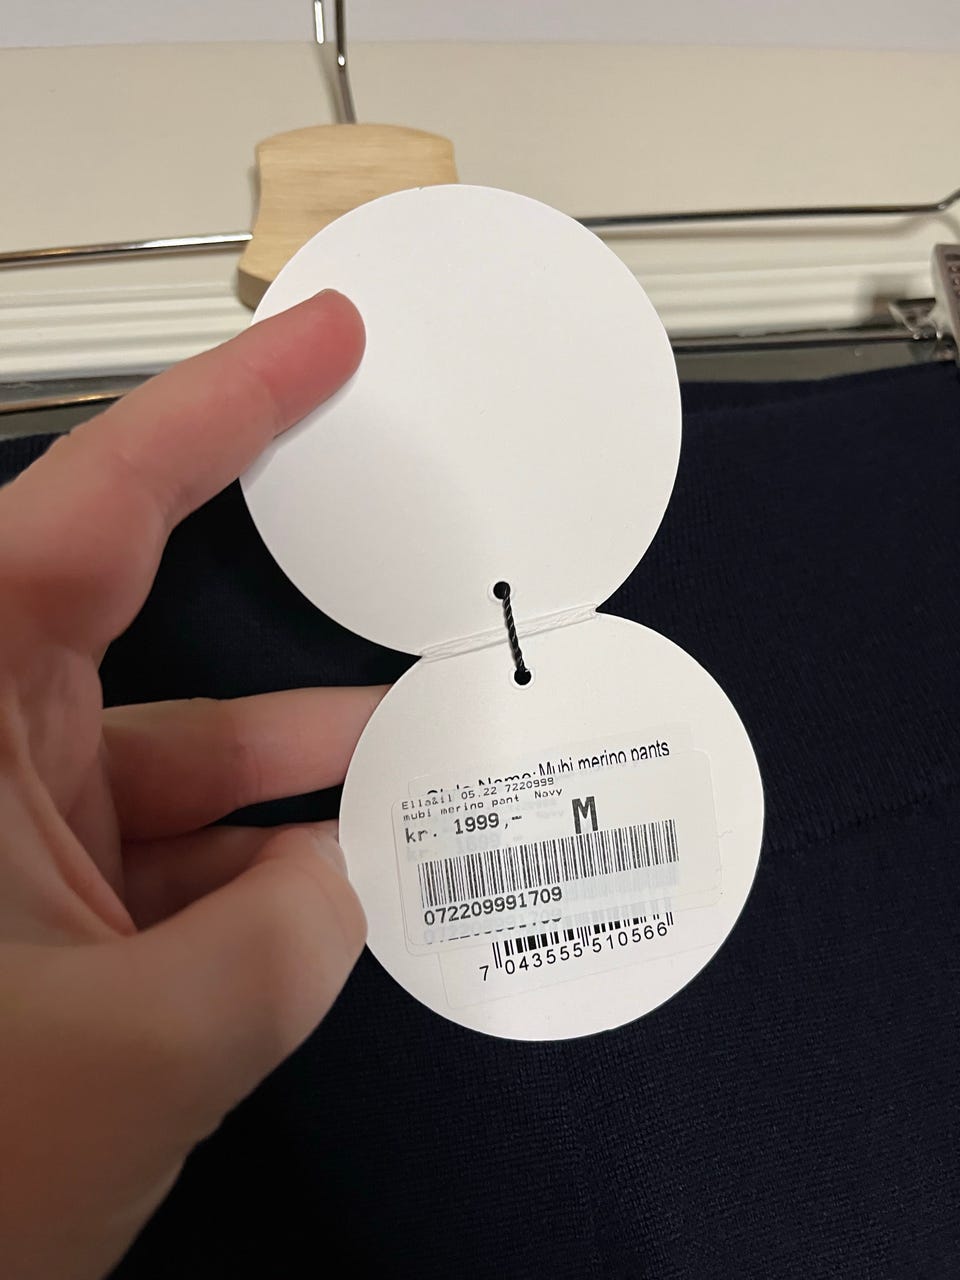 Style Name: Mubi merino pants
Ella&il 05.22 7220999
mubi merino pant Navy
kr. 1999,- M
072209991709
7 043555 510566